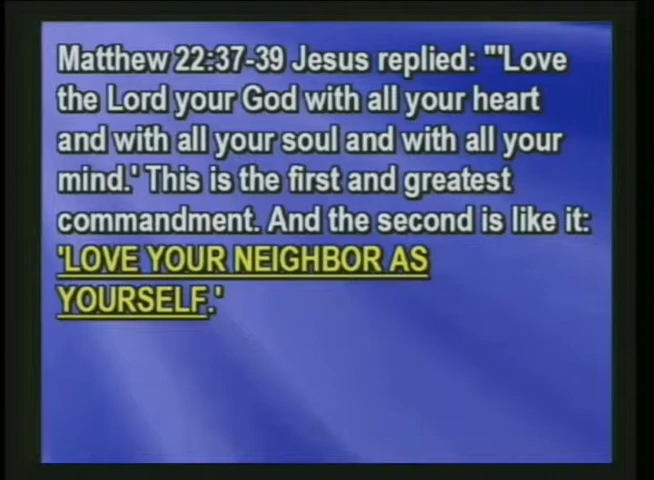 Matthew 22:37-39 Jesus replied: "'Love
the Lord your God with all your heart
and with all your soul and with all your
mind.' This is the first and greatest
commandment. And the second is like it:
'LOVE YOUR NEIGHBOR AS
YOURSELF.'